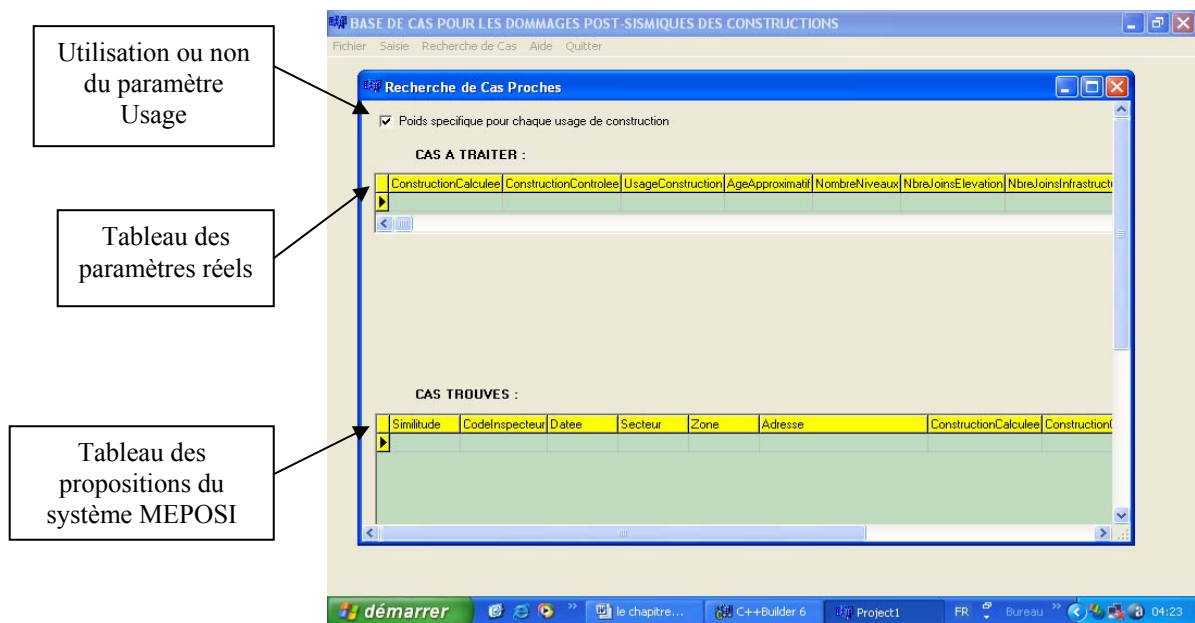 Utilisation ou non
du paramètre
Usage
Tableau des
paramètres réels
Tableau des
propositions du
système MEPOSI
BASE DE CAS POUR LES DOMMAGES POST-SISMIQUES DES CONSTRUCTIONS
Fichier Saisie Recherche de Cas Aide Quitter
Recherche de Cas Proches
Poids specifique pour chaque usage de construction
CAS A TRAITER :
ConstructionCalculee ConstructionControlee UsageConstruction AgeApproximatif NombreNiveaux NbreJoinsElevation NbreJoinsInfrastructu
CAS TROUVES :
Similitude CodeInspecteur Datee Secteur Zone Adresse ConstructionCalculee Construction(
démarrer le chapitre... C++Builder 6 Project1 FR Bureau 04:23